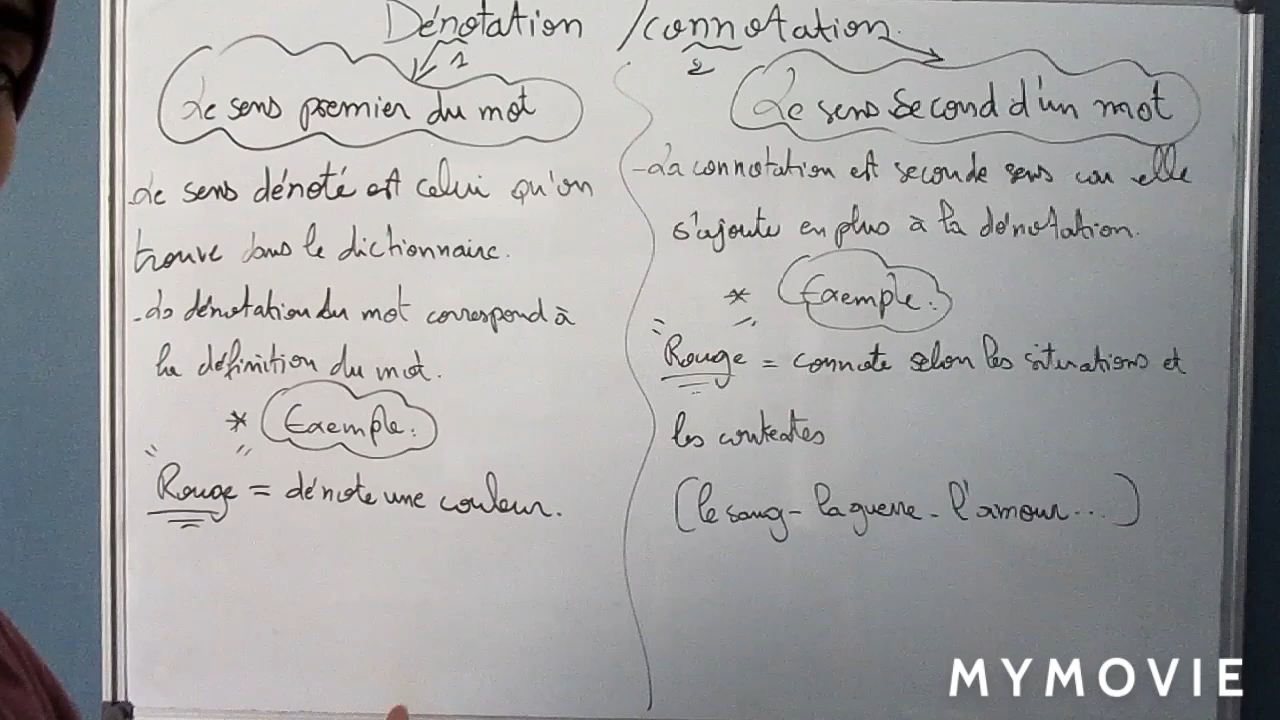 Dénotation / connotation
1
2
Le sens premier du mot
Le sens dénoté est celui qu'on
trouve dans le dictionnaire.
- La dénotation du mot correspond à
la définition du mot.
* Exemple:
"Rouge" = dénote une couleur.
Le sens second d'un mot
- La connotation est seconde sens car elle
s'ajoute en plus à la dénotation.
* Exemple:
"Rouge" = connote selon les situations et
les contextes
(le sang - la guerre - l'amour...)
MYMOVIE